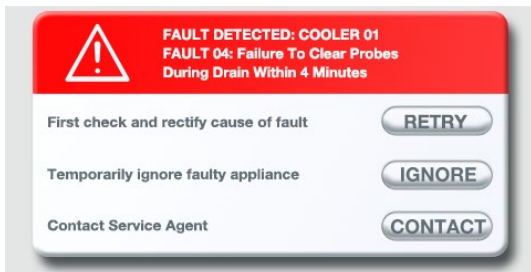 FAULT DETECTED: COOLER 01
FAULT 04: Failure To Clear Probes
During Drain Within 4 Minutes
First check and rectify cause of fault RETRY
Temporarily ignore faulty appliance IGNORE
Contact Service Agent CONTACT